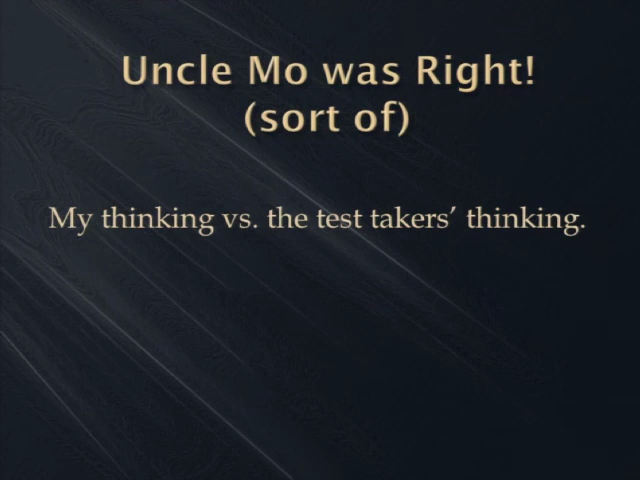 Uncle Mo was Right!
(sort of)
My thinking vs. the test takers’ thinking.